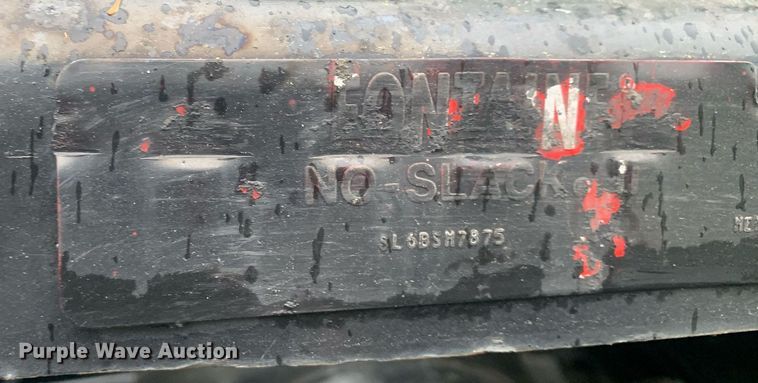 FONTAINE®
NO-SLACK
SL6BSM7875
Purple Wave Auction